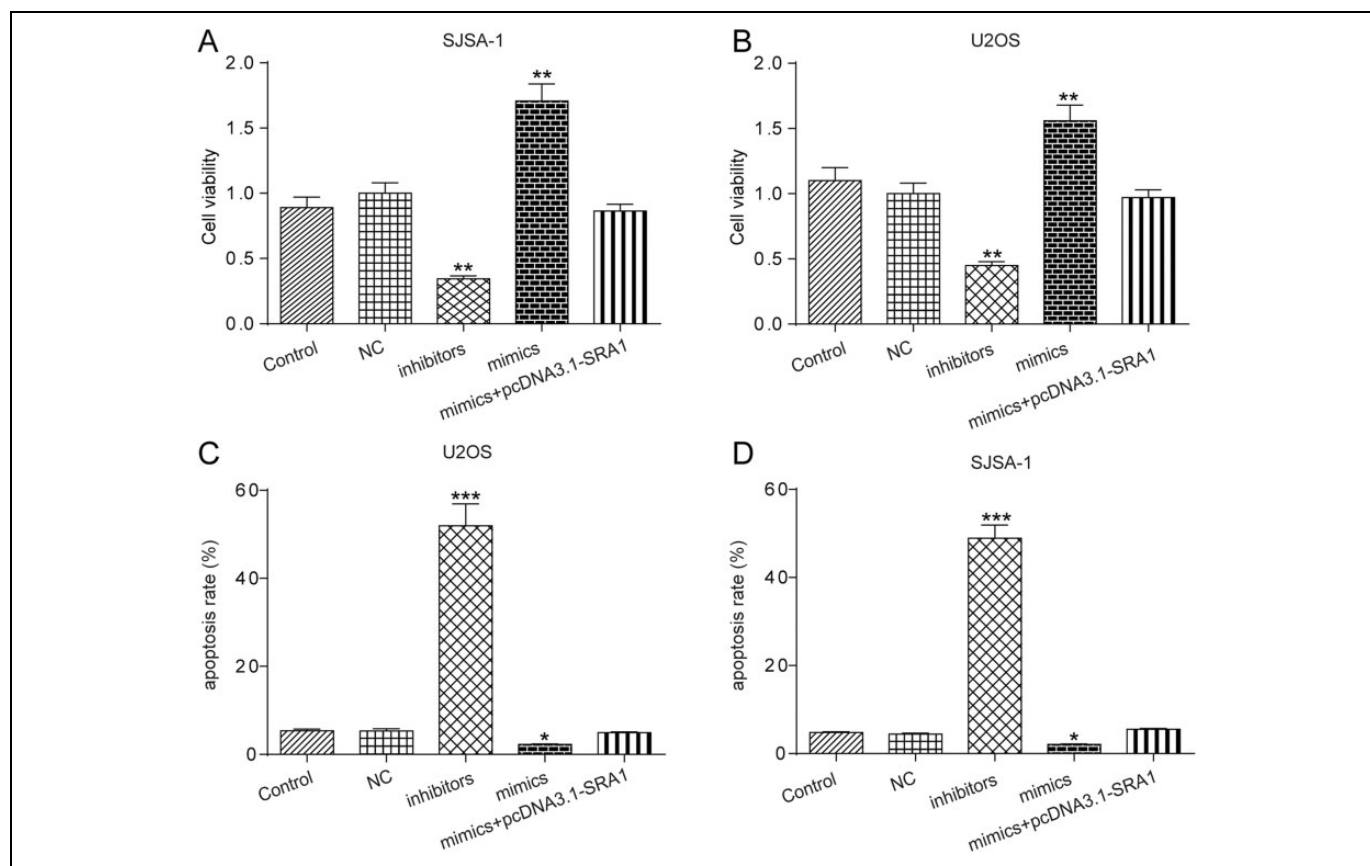 A
SJSA-1
Cell viability
2.0
1.5
1.0
0.5
0.0
**
**
Control
NC
inhibitors
mimics
mimics+pcDNA3.1-SRA1
B
U2OS
Cell viability
2.0
1.5
1.0
0.5
0.0
**
**
Control
NC
inhibitors
mimics
mimics+pcDNA3.1-SRA1
C
U2OS
apoptosis rate (%)
60
40
20
0
***
*
Control
NC
inhibitors
mimics
mimics+pcDNA3.1-SRA1
D
SJSA-1
apoptosis rate (%)
60
40
20
0
***
*
Control
NC
inhibitors
mimics
mimics+pcDNA3.1-SRA1